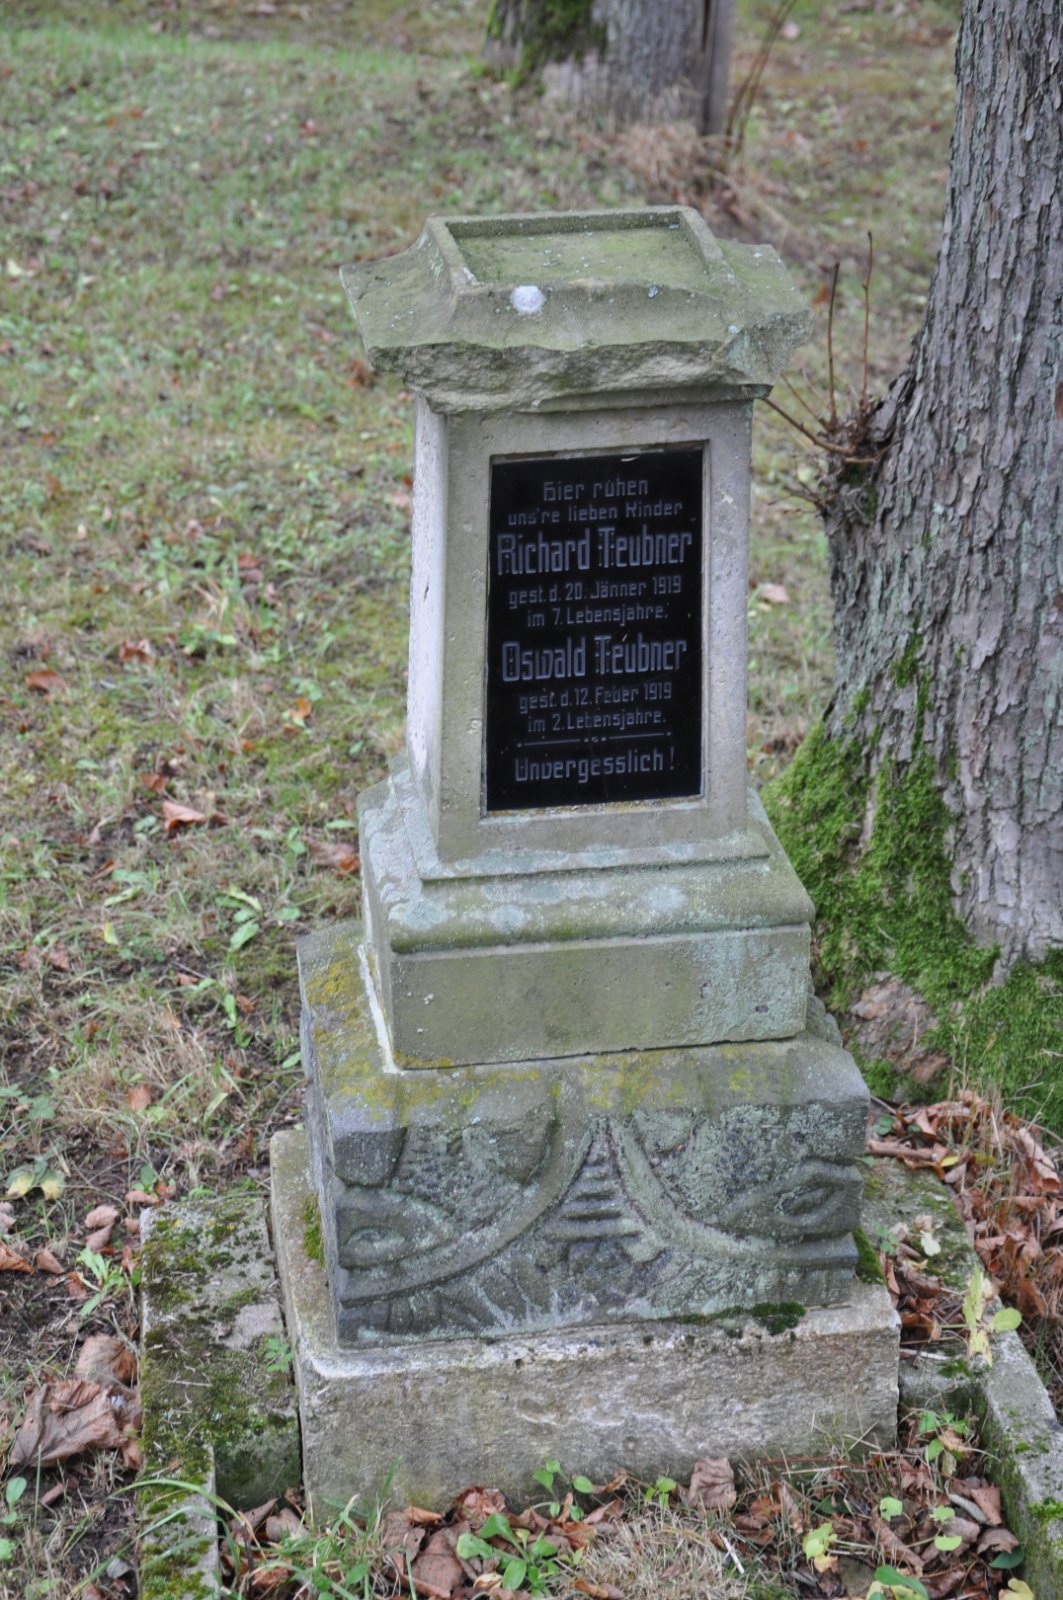 Hier ruhen
uns're lieben Kinder
Richard Teubner
gest. d. 20. Jänner 1919
im 7. Lebensjahre.
Oswald Teubner
gest. d. 12. Feber 1919
im 2. Lebensjahre.
Unvergesslich!